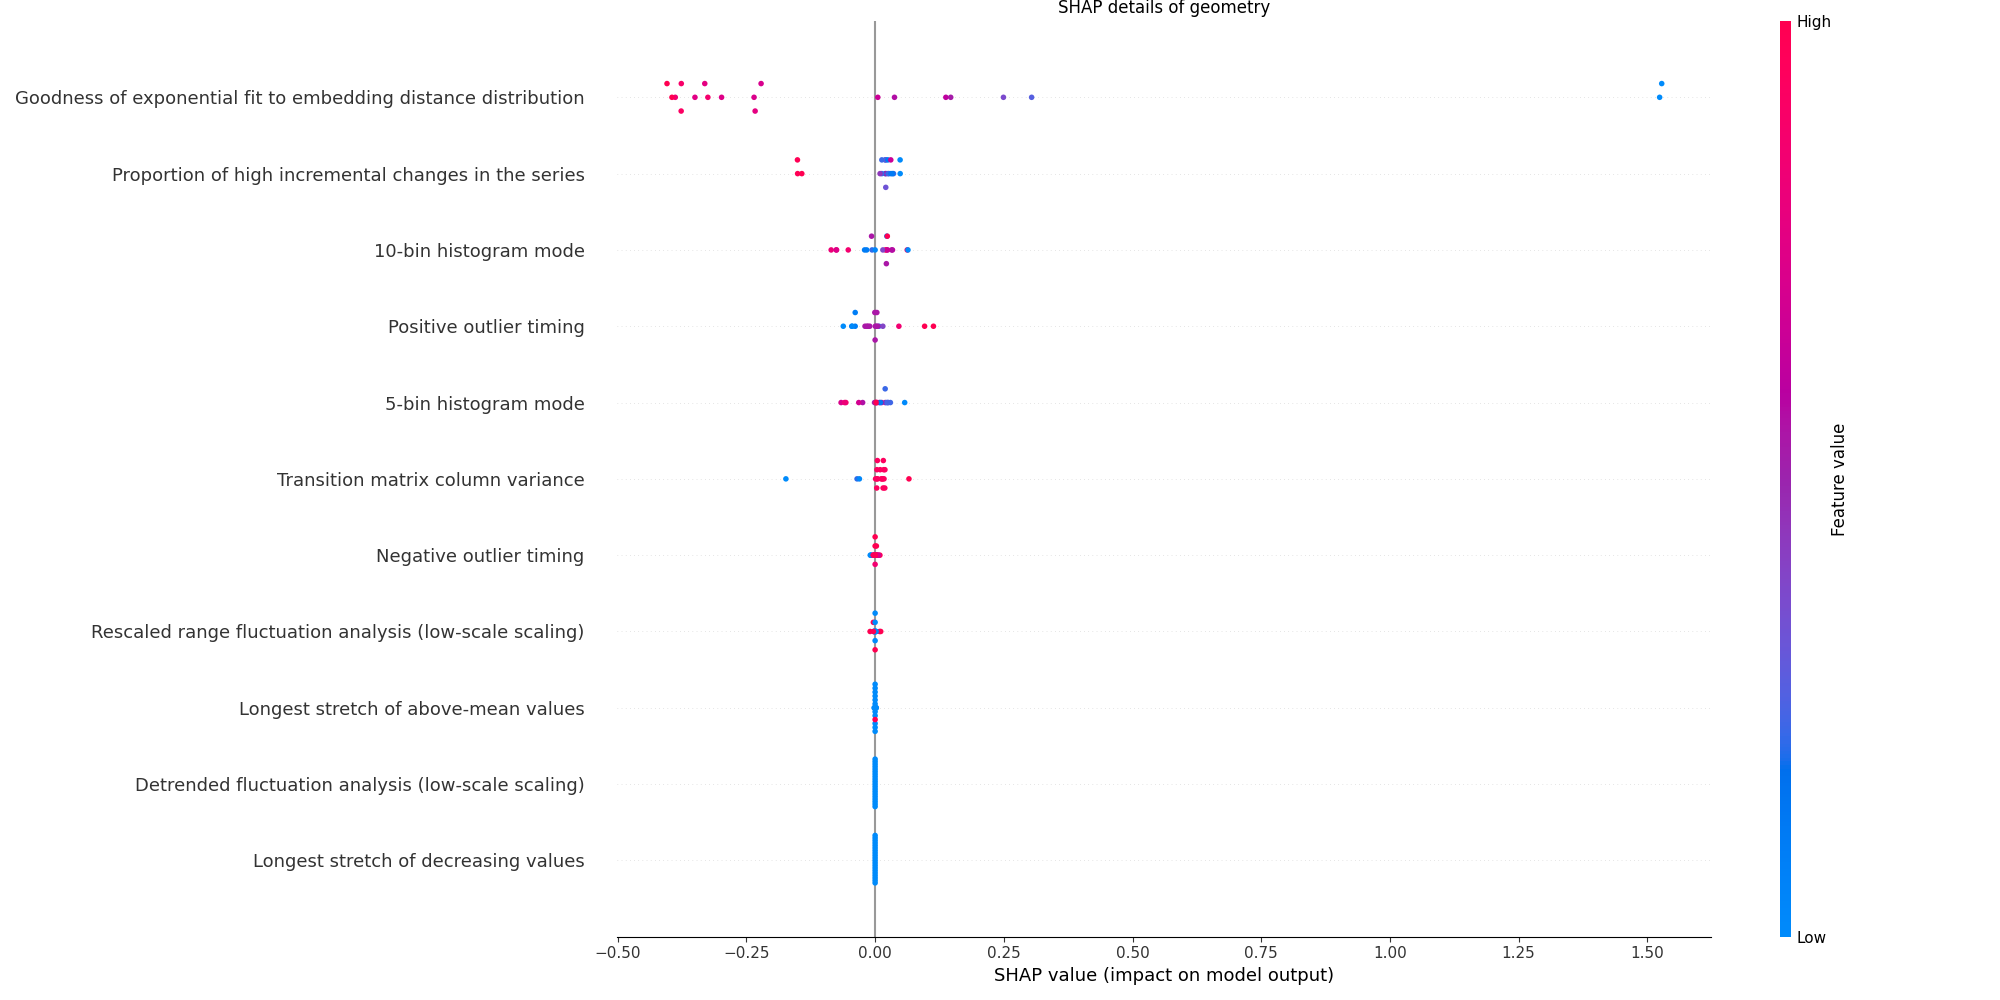 SHAP details of geometry
High
Goodness of exponential fit to embedding distance distribution
Proportion of high incremental changes in the series
10-bin histogram mode
Positive outlier timing
5-bin histogram mode
Transition matrix column variance
Negative outlier timing
Rescaled range fluctuation analysis (low-scale scaling)
Longest stretch of above-mean values
Detrended fluctuation analysis (low-scale scaling)
Longest stretch of decreasing values
Feature value
Low
−0.50 −0.25 0.00 0.25 0.50 0.75 1.00 1.25 1.50
SHAP value (impact on model output)